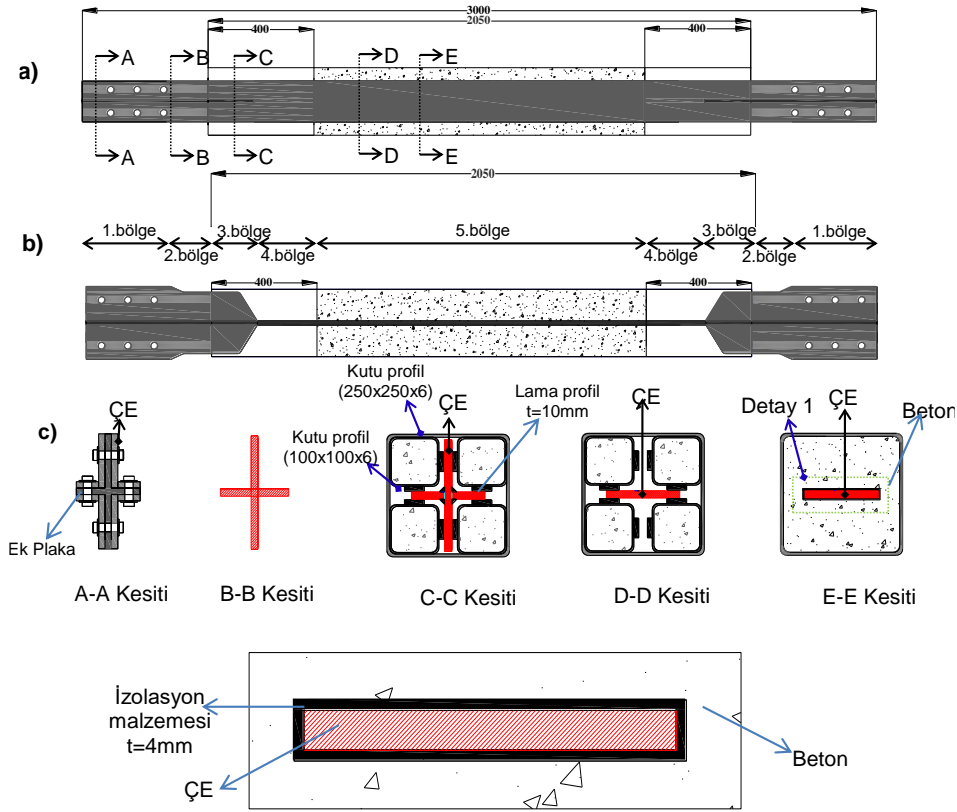 3000
2050
400
400
a)
A
B
C
D
E
A
B
C
D
E
2050
b)
1.bölge
2.bölge
3.bölge
4.bölge
5.bölge
4.bölge
3.bölge
2.bölge
1.bölge
400
400
c)
ÇE
Ek Plaka
Kutu profil
(250x250x6)
Kutu profil
(100x100x6)
ÇE
Lama profil
t=10mm
ÇE
Detay 1
ÇE
Beton
A-A Kesiti
B-B Kesiti
C-C Kesiti
D-D Kesiti
E-E Kesiti
İzolasyon
malzemesi
t=4mm
ÇE
Beton